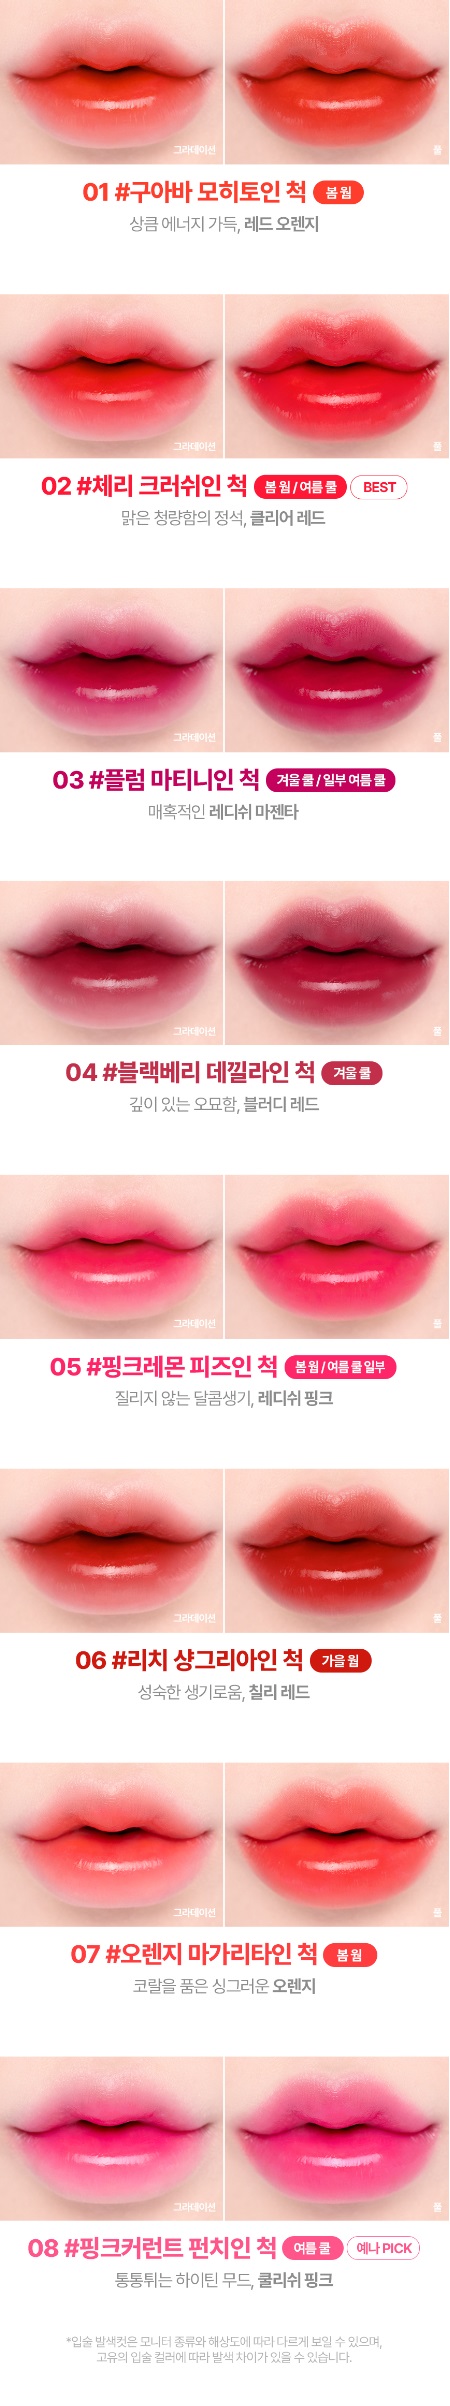 그라데이션
풀
01 #구아바 모히토인 척 봄 웜
상큼 에너지 가득, 레드 오렌지
그라데이션
풀
02 #체리 크러쉬인 척 봄 웜 / 여름 쿨 BEST
맑은 청량함의 정석, 클리어 레드
그라데이션
풀
03 #플럼 마티니인 척 겨울 쿨 / 일부 여름 쿨
매혹적인 레디쉬 마젠타
그라데이션
풀
04 #블랙베리 데낄라인 척 겨울 쿨
깊이 있는 오묘함, 블러디 레드
그라데이션
풀
05 #핑크레몬 피즈인 척 봄 웜 / 여름 쿨 일부
질리지 않는 달콤생기, 레디쉬 핑크
그라데이션
풀
06 #리치 샹그리아인 척 가을 웜
성숙한 생기로움, 칠리 레드
그라데이션
풀
07 #오렌지 마가리타인 척 봄 웜
코랄을 품은 싱그러운 오렌지
그라데이션
풀
08 #핑크커런트 펀치인 척 여름 쿨 예나 PICK
통통튀는 하이틴 무드, 쿨리쉬 핑크
*입술 발색컷은 모니터 종류와 해상도에 따라 다르게 보일 수 있으며,
고유의 입술 컬러에 따라 발색 차이가 있을 수 있습니다.